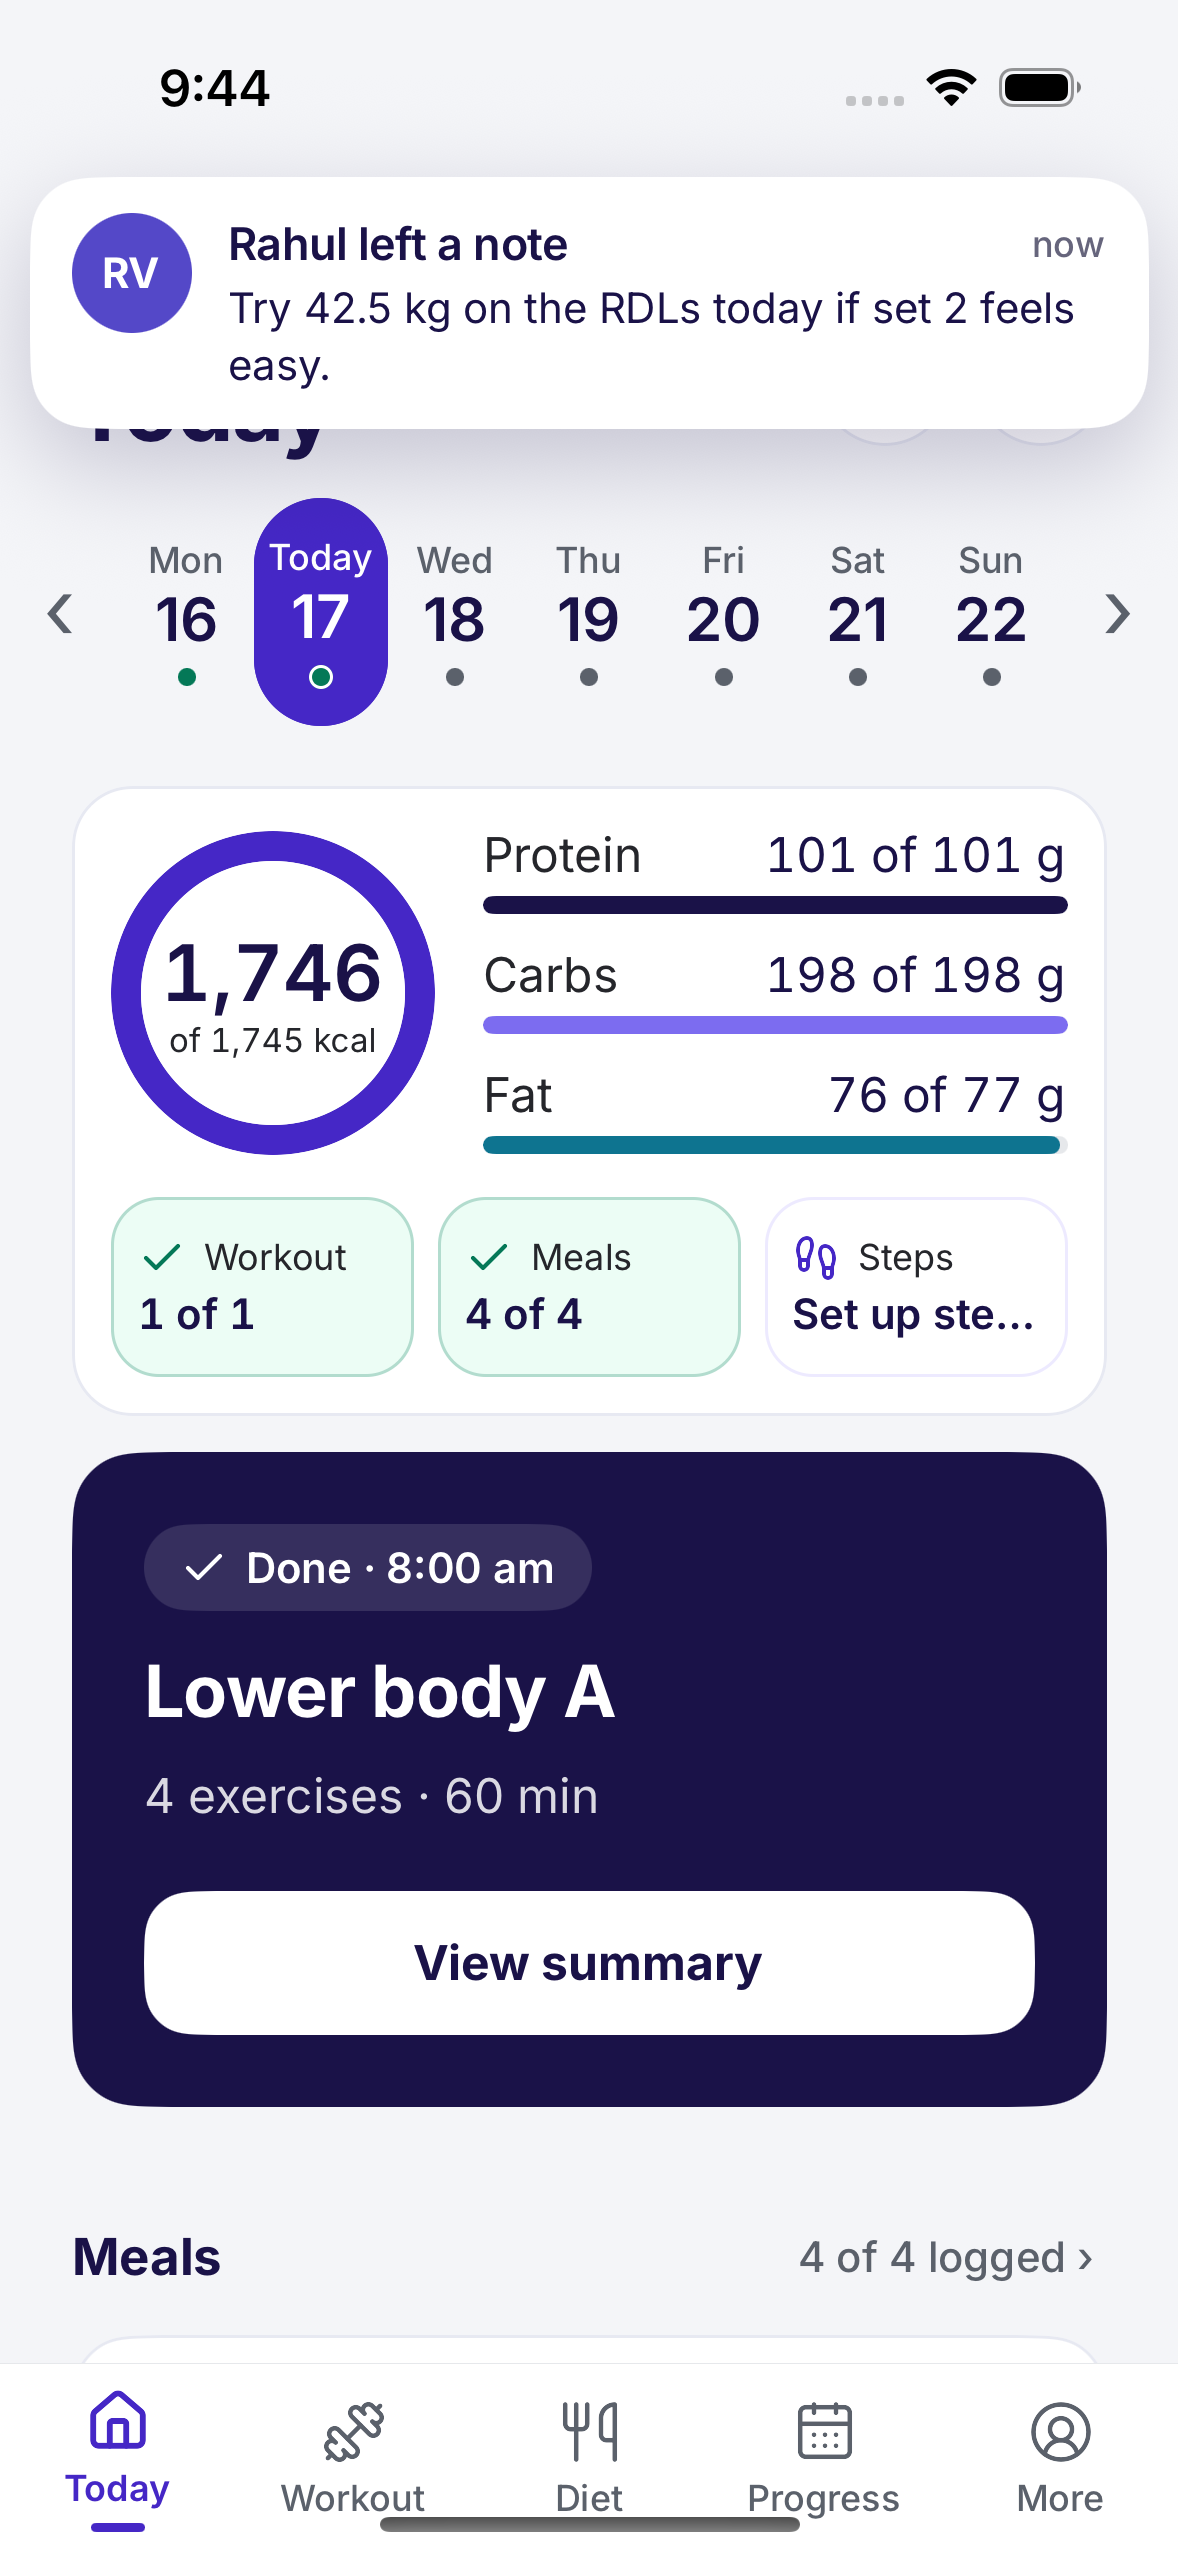 9:44
RV
Rahul left a note
now
Try 42.5 kg on the RDLs today if set 2 feels
easy.
Today
Mon
16
Today
17
Wed
18
Thu
19
Fri
20
Sat
21
Sun
22
1,746
of 1,745 kcal
Protein
101 of 101 g
Carbs
198 of 198 g
Fat
76 of 77 g
Workout
1 of 1
Meals
4 of 4
Steps
Set up ste...
Done · 8:00 am
Lower body A
4 exercises · 60 min
View summary
Meals
4 of 4 logged ›
Today
Workout
Diet
Progress
More